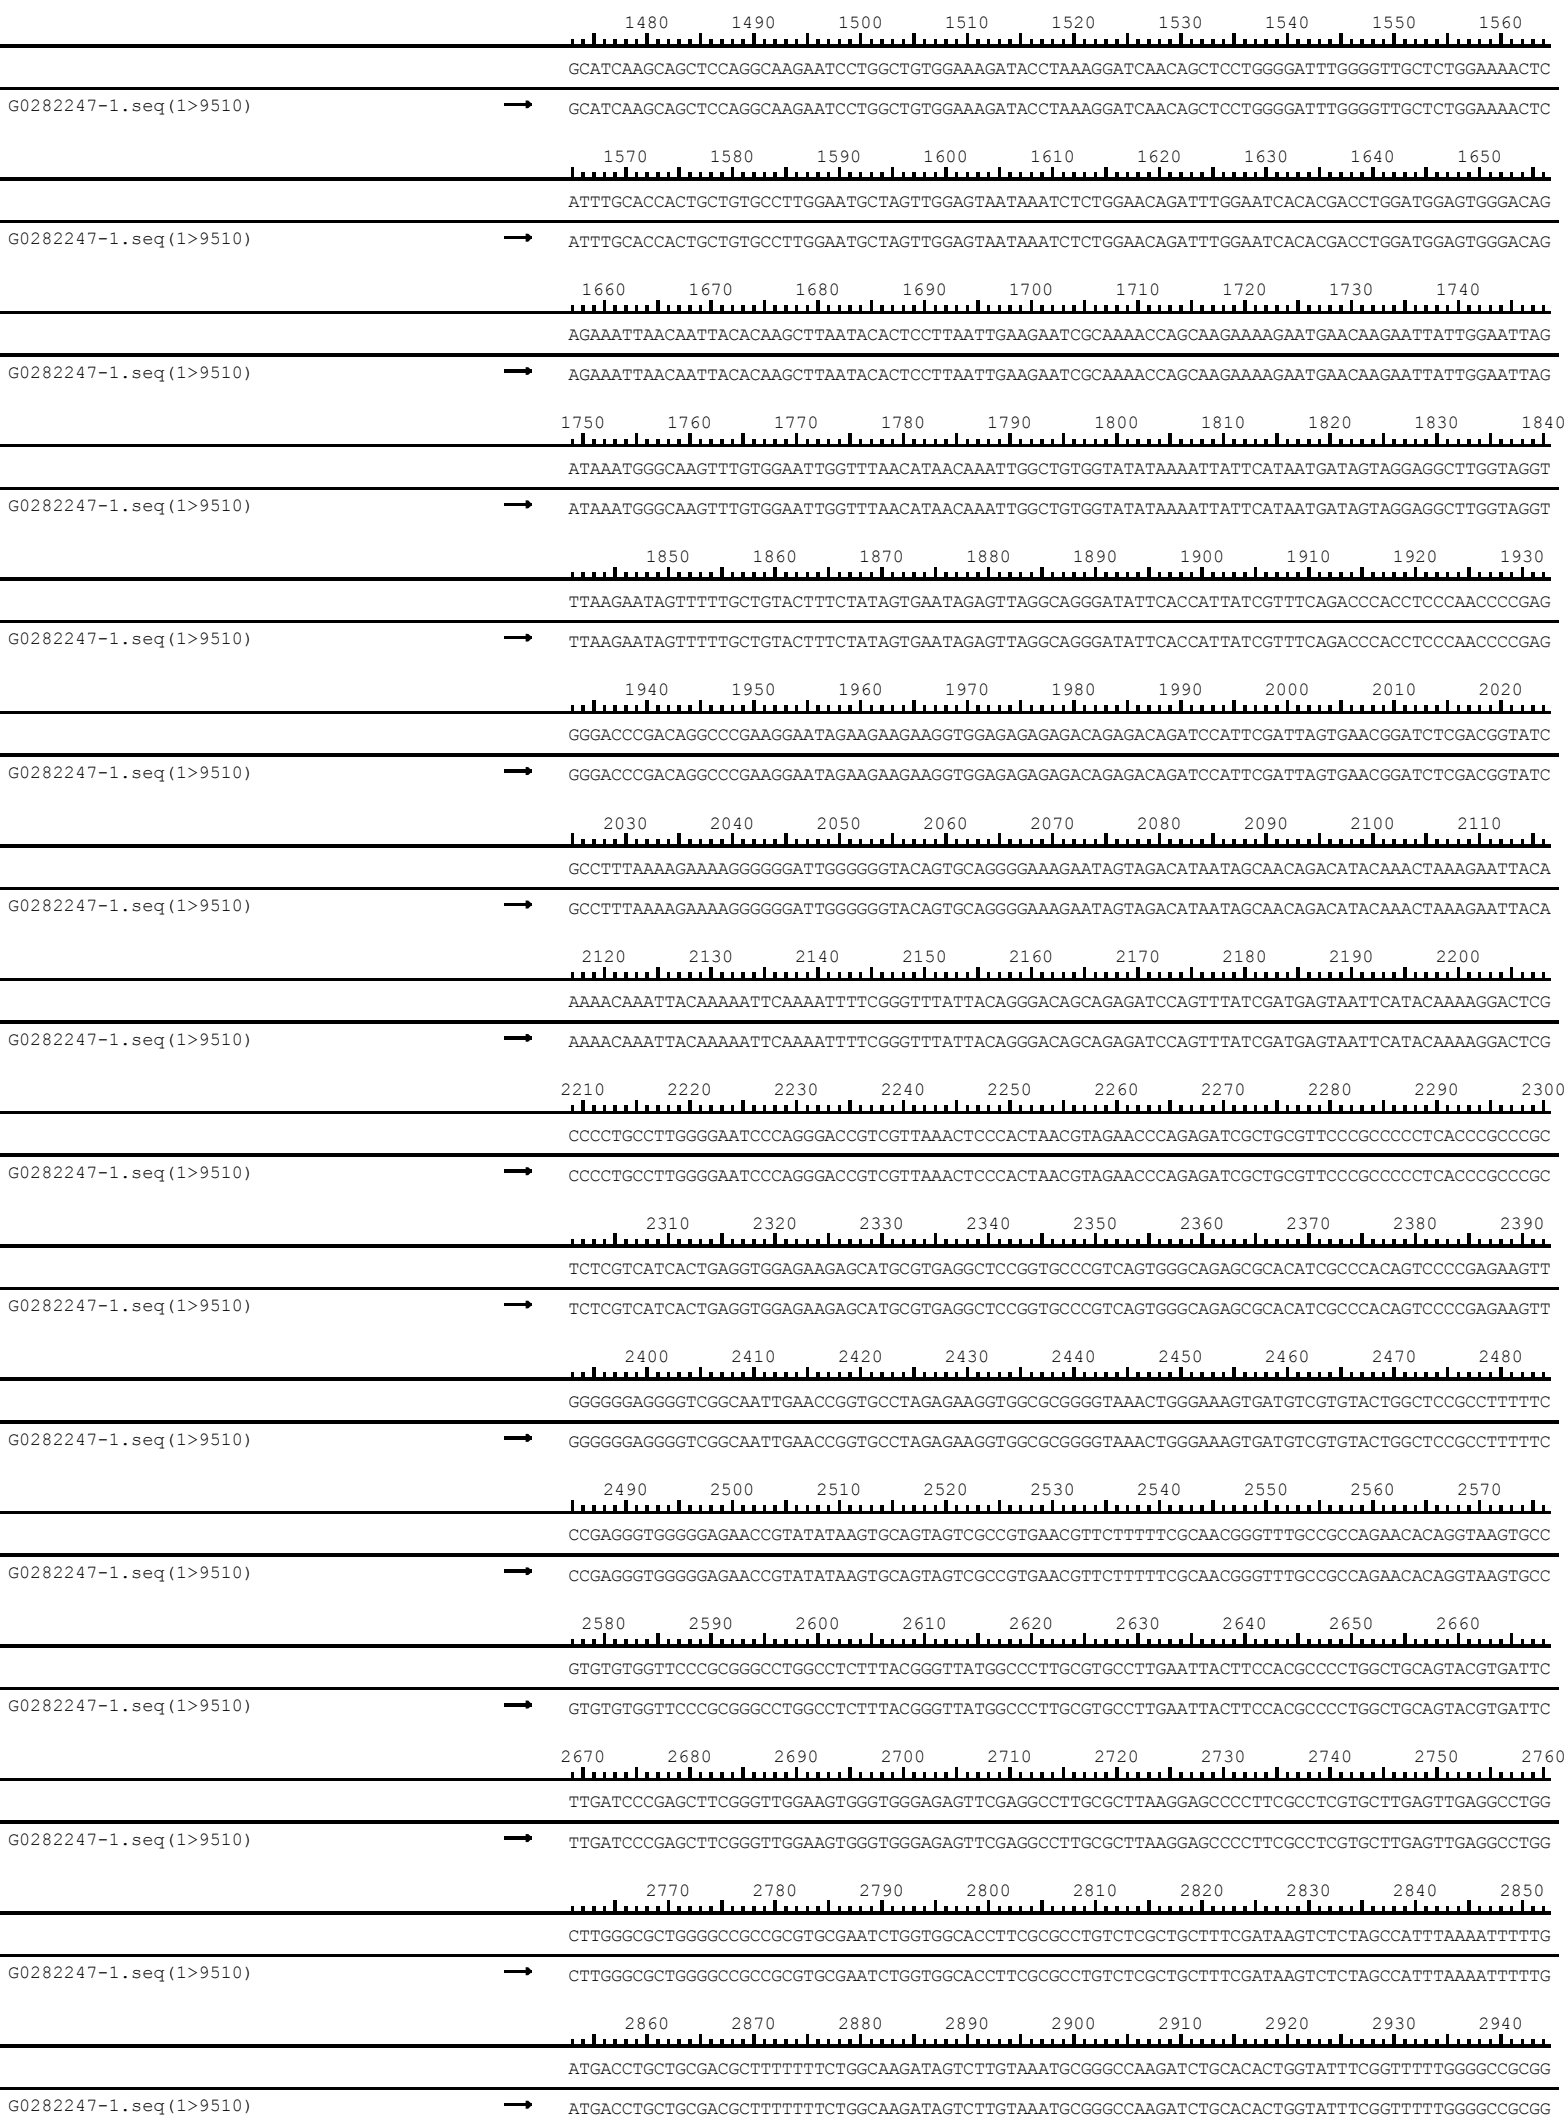 1480 1490 1500 1510 1520 1530 1540 1550 1560
GCATCAAGCAGCTCCAGGCAAGAATCCTGGCTGTGGAAAGATACCTAAAGGATCAACAGCTCCTGGGGATTTGGGGTTGCTCTGGAAAACTC
G0282247-1.seq(1>9510) → GCATCAAGCAGCTCCAGGCAAGAATCCTGGCTGTGGAAAGATACCTAAAGGATCAACAGCTCCTGGGGATTTGGGGTTGCTCTGGAAAACTC
1570 1580 1590 1600 1610 1620 1630 1640 1650
ATTTGCACCACTGCTGTGCCTTGGAATGCTAGTTGGAGTAATAAATCTCTGGAACAGATTTGGAATCACACGACCTGGATGGAGTGGGACAG
G0282247-1.seq(1>9510) → ATTTGCACCACTGCTGTGCCTTGGAATGCTAGTTGGAGTAATAAATCTCTGGAACAGATTTGGAATCACACGACCTGGATGGAGTGGGACAG
1660 1670 1680 1690 1700 1710 1720 1730 1740
AGAAATTAACAATTACACAAGCTTAATACACTCCTTAATTGAAGAATCGCAAAACCAGCAAGAAAAGAATGAACAAGAATTATTGGAATTAG
G0282247-1.seq(1>9510) → AGAAATTAACAATTACACAAGCTTAATACACTCCTTAATTGAAGAATCGCAAAACCAGCAAGAAAAGAATGAACAAGAATTATTGGAATTAG
1750 1760 1770 1780 1790 1800 1810 1820 1830 1840
ATAAATGGGCAAGTTTGTGGAATTGGTTTAACATAACAAATTGGCTGTGGTATATAAAATTATTCATAATGATAGTAGGAGGCTTGGTAGGT
G0282247-1.seq(1>9510) → ATAAATGGGCAAGTTTGTGGAATTGGTTTAACATAACAAATTGGCTGTGGTATATAAAATTATTCATAATGATAGTAGGAGGCTTGGTAGGT
1850 1860 1870 1880 1890 1900 1910 1920 1930
TTAAGAATAGTTTTTGCTGTACTTTCTATAGTGAATAGAGTTAGGCAGGGATATTCACCATTATCGTTTCAGACCCACCTCCCAACCCCGAG
G0282247-1.seq(1>9510) → TTAAGAATAGTTTTTGCTGTACTTTCTATAGTGAATAGAGTTAGGCAGGGATATTCACCATTATCGTTTCAGACCCACCTCCCAACCCCGAG
1940 1950 1960 1970 1980 1990 2000 2010 2020
GGGACCCGACAGGCCCGAAGGAATAGAAGAAGAAGGTGGAGAGAGAGACAGAGACAGATCCATTCGATTAGTGAACGGATCTCGACGGTATC
G0282247-1.seq(1>9510) → GGGACCCGACAGGCCCGAAGGAATAGAAGAAGAAGGTGGAGAGAGAGACAGAGACAGATCCATTCGATTAGTGAACGGATCTCGACGGTATC
2030 2040 2050 2060 2070 2080 2090 2100 2110
GCCTTTAAAAGAAAAGGGGGGATTGGGGGGTACAGTGCAGGGGAAAGAATAGTAGACATAATAGCAACAGACATACAAACTAAAGAATTACA
G0282247-1.seq(1>9510) → GCCTTTAAAAGAAAAGGGGGGATTGGGGGGTACAGTGCAGGGGAAAGAATAGTAGACATAATAGCAACAGACATACAAACTAAAGAATTACA
2120 2130 2140 2150 2160 2170 2180 2190 2200
AAAACAAATTACAAAAATTCAAAATTTTCGGGTTTATTACAGGGACAGCAGAGATCCAGTTTATCGATGAGTAATTCATACAAAAGGACTCG
G0282247-1.seq(1>9510) → AAAACAAATTACAAAAATTCAAAATTTTCGGGTTTATTACAGGGACAGCAGAGATCCAGTTTATCGATGAGTAATTCATACAAAAGGACTCG
2210 2220 2230 2240 2250 2260 2270 2280 2290 2300
CCCCTGCCTTGGGGAATCCCAGGGACCGTCGTTAAACTCCCACTAACGTAGAACCCAGAGATCGCTGCGTTCCCGCCCCCTCACCCGCCCGC
G0282247-1.seq(1>9510) → CCCCTGCCTTGGGGAATCCCAGGGACCGTCGTTAAACTCCCACTAACGTAGAACCCAGAGATCGCTGCGTTCCCGCCCCCTCACCCGCCCGC
2310 2320 2330 2340 2350 2360 2370 2380 2390
TCTCGTCATCACTGAGGTGGAGAAGAGCATGCGTGAGGCTCCGGTGCCCGTCAGTGGGCAGAGCGCACATCGCCCACAGTCCCCGAGAAGTT
G0282247-1.seq(1>9510) → TCTCGTCATCACTGAGGTGGAGAAGAGCATGCGTGAGGCTCCGGTGCCCGTCAGTGGGCAGAGCGCACATCGCCCACAGTCCCCGAGAAGTT
2400 2410 2420 2430 2440 2450 2460 2470 2480
GGGGGGAGGGGTCGGCAATTGAACCGGTGCCTAGAGAAGGTGGCGCGGGGTAAACTGGGAAAGTGATGTCGTGTACTGGCTCCGCCTTTTTC
G0282247-1.seq(1>9510) → GGGGGGAGGGGTCGGCAATTGAACCGGTGCCTAGAGAAGGTGGCGCGGGGTAAACTGGGAAAGTGATGTCGTGTACTGGCTCCGCCTTTTTC
2490 2500 2510 2520 2530 2540 2550 2560 2570
CCGAGGGTGGGGGAGAACCGTATATAAGTGCAGTAGTCGCCGTGAACGTTCTTTTTCGCAACGGGTTTGCCGCCAGAACACAGGTAAGTGCC
G0282247-1.seq(1>9510) → CCGAGGGTGGGGGAGAACCGTATATAAGTGCAGTAGTCGCCGTGAACGTTCTTTTTCGCAACGGGTTTGCCGCCAGAACACAGGTAAGTGCC
2580 2590 2600 2610 2620 2630 2640 2650 2660
GTGTGTGGTTCCCGCGGGCCTGGCCTCTTTACGGGTTATGGCCCTTGCGTGCCTTGAATTACTTCCACGCCCCTGGCTGCAGTACGTGATTC
G0282247-1.seq(1>9510) → GTGTGTGGTTCCCGCGGGCCTGGCCTCTTTACGGGTTATGGCCCTTGCGTGCCTTGAATTACTTCCACGCCCCTGGCTGCAGTACGTGATTC
2670 2680 2690 2700 2710 2720 2730 2740 2750 2760
TTGATCCCGAGCTTCGGGTTGGAAGTGGGTGGGAGAGTTCGAGGCCTTGCGCTTAAGGAGCCCCTTCGCCTCGTGCTTGAGTTGAGGCCTGG
G0282247-1.seq(1>9510) → TTGATCCCGAGCTTCGGGTTGGAAGTGGGTGGGAGAGTTCGAGGCCTTGCGCTTAAGGAGCCCCTTCGCCTCGTGCTTGAGTTGAGGCCTGG
2770 2780 2790 2800 2810 2820 2830 2840 2850
CTTGGGCGCTGGGGCCGCCGCGTGCGAATCTGGTGGCACCTTCGCGCCTGTCTCGCTGCTTTCGATAAGTCTCTAGCCATTTAAAATTTTTG
G0282247-1.seq(1>9510) → CTTGGGCGCTGGGGCCGCCGCGTGCGAATCTGGTGGCACCTTCGCGCCTGTCTCGCTGCTTTCGATAAGTCTCTAGCCATTTAAAATTTTTG
2860 2870 2880 2890 2900 2910 2920 2930 2940
ATGACCTGCTGCGACGCTTTTTTTCTGGCAAGATAGTCTTGTAAATGCGGGCCAAGATCTGCACACTGGTATTTCGGTTTTTGGGGCCGCGG
G0282247-1.seq(1>9510) → ATGACCTGCTGCGACGCTTTTTTTCTGGCAAGATAGTCTTGTAAATGCGGGCCAAGATCTGCACACTGGTATTTCGGTTTTTGGGGCCGCGG